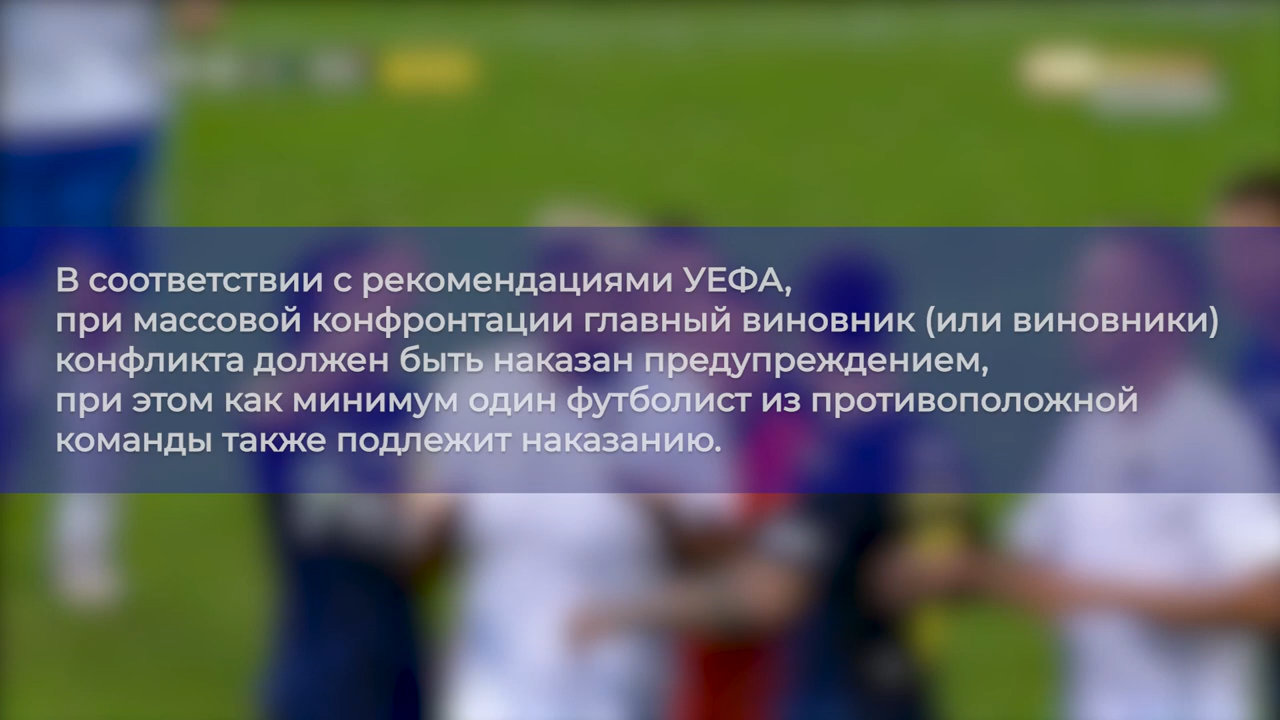 В соответствии с рекомендациями УЕФА,
при массовой конфронтации главный виновник (или виновники)
конфликта должен быть наказан предупреждением,
при этом как минимум один футболист из противоположной
команды также подлежит наказанию.